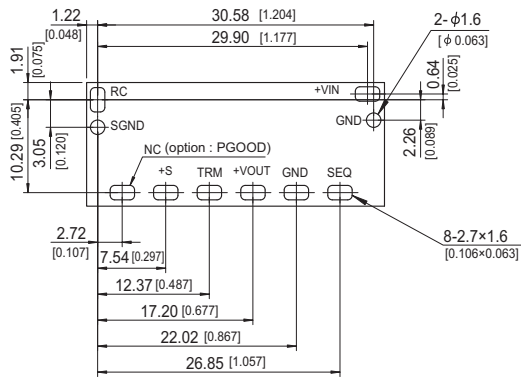 1.22
[0.048]
30.58 [1.204]
29.90 [1.177]
2-ϕ1.6
[ϕ 0.063]
1.91
[0.075]
0.64
[0.025]
RC
+VIN
SGND
GND
10.29 [0.405]
3.05
[0.120]
2.26
[0.089]
NC (option : PGOOD)
+S TRM +VOUT GND SEQ
2.72
[0.107]
8-2.7×1.6
[0.106×0.063]
7.54 [0.297]
12.37 [0.487]
17.20 [0.677]
22.02 [0.867]
26.85 [1.057]